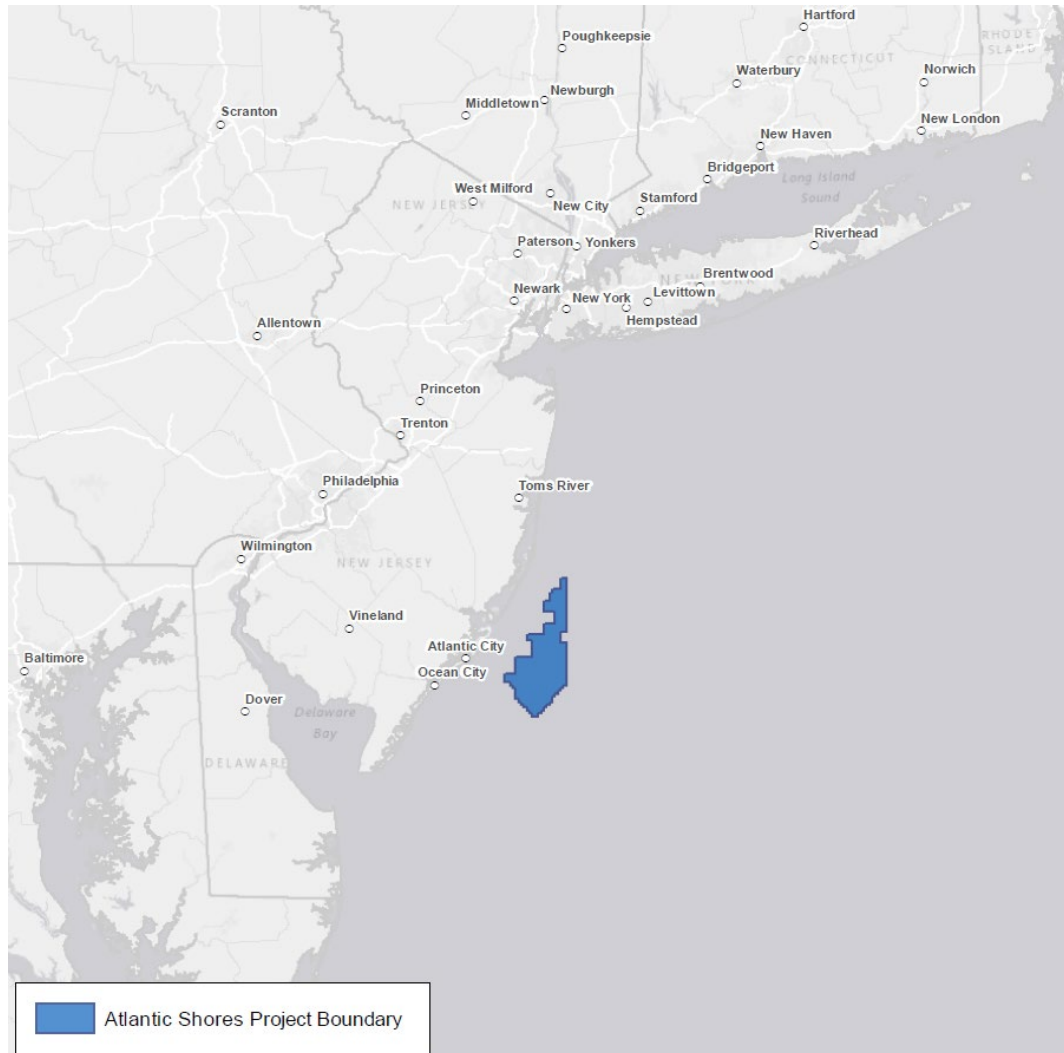 Hartford
Poughkeepsie
RHODE
ISLAND
CONNECTICUT
Waterbury
Norwich
Newburgh
Middletown
Scranton
New London
New Haven
Bridgeport
Long Island
Sound
West Milford
NEW JERSEY
New City
Stamford
Riverhead
Paterson
Yonkers
Brentwood
NEW YORK
Newark
New York
Levittown
Hempstead
Allentown
Princeton
Trenton
Philadelphia
Toms River
Wilmington
NEW JERSEY
Vineland
Atlantic City
Baltimore
Ocean City
Dover
Delaware
Bay
DELAWARE
Atlantic Shores Project Boundary